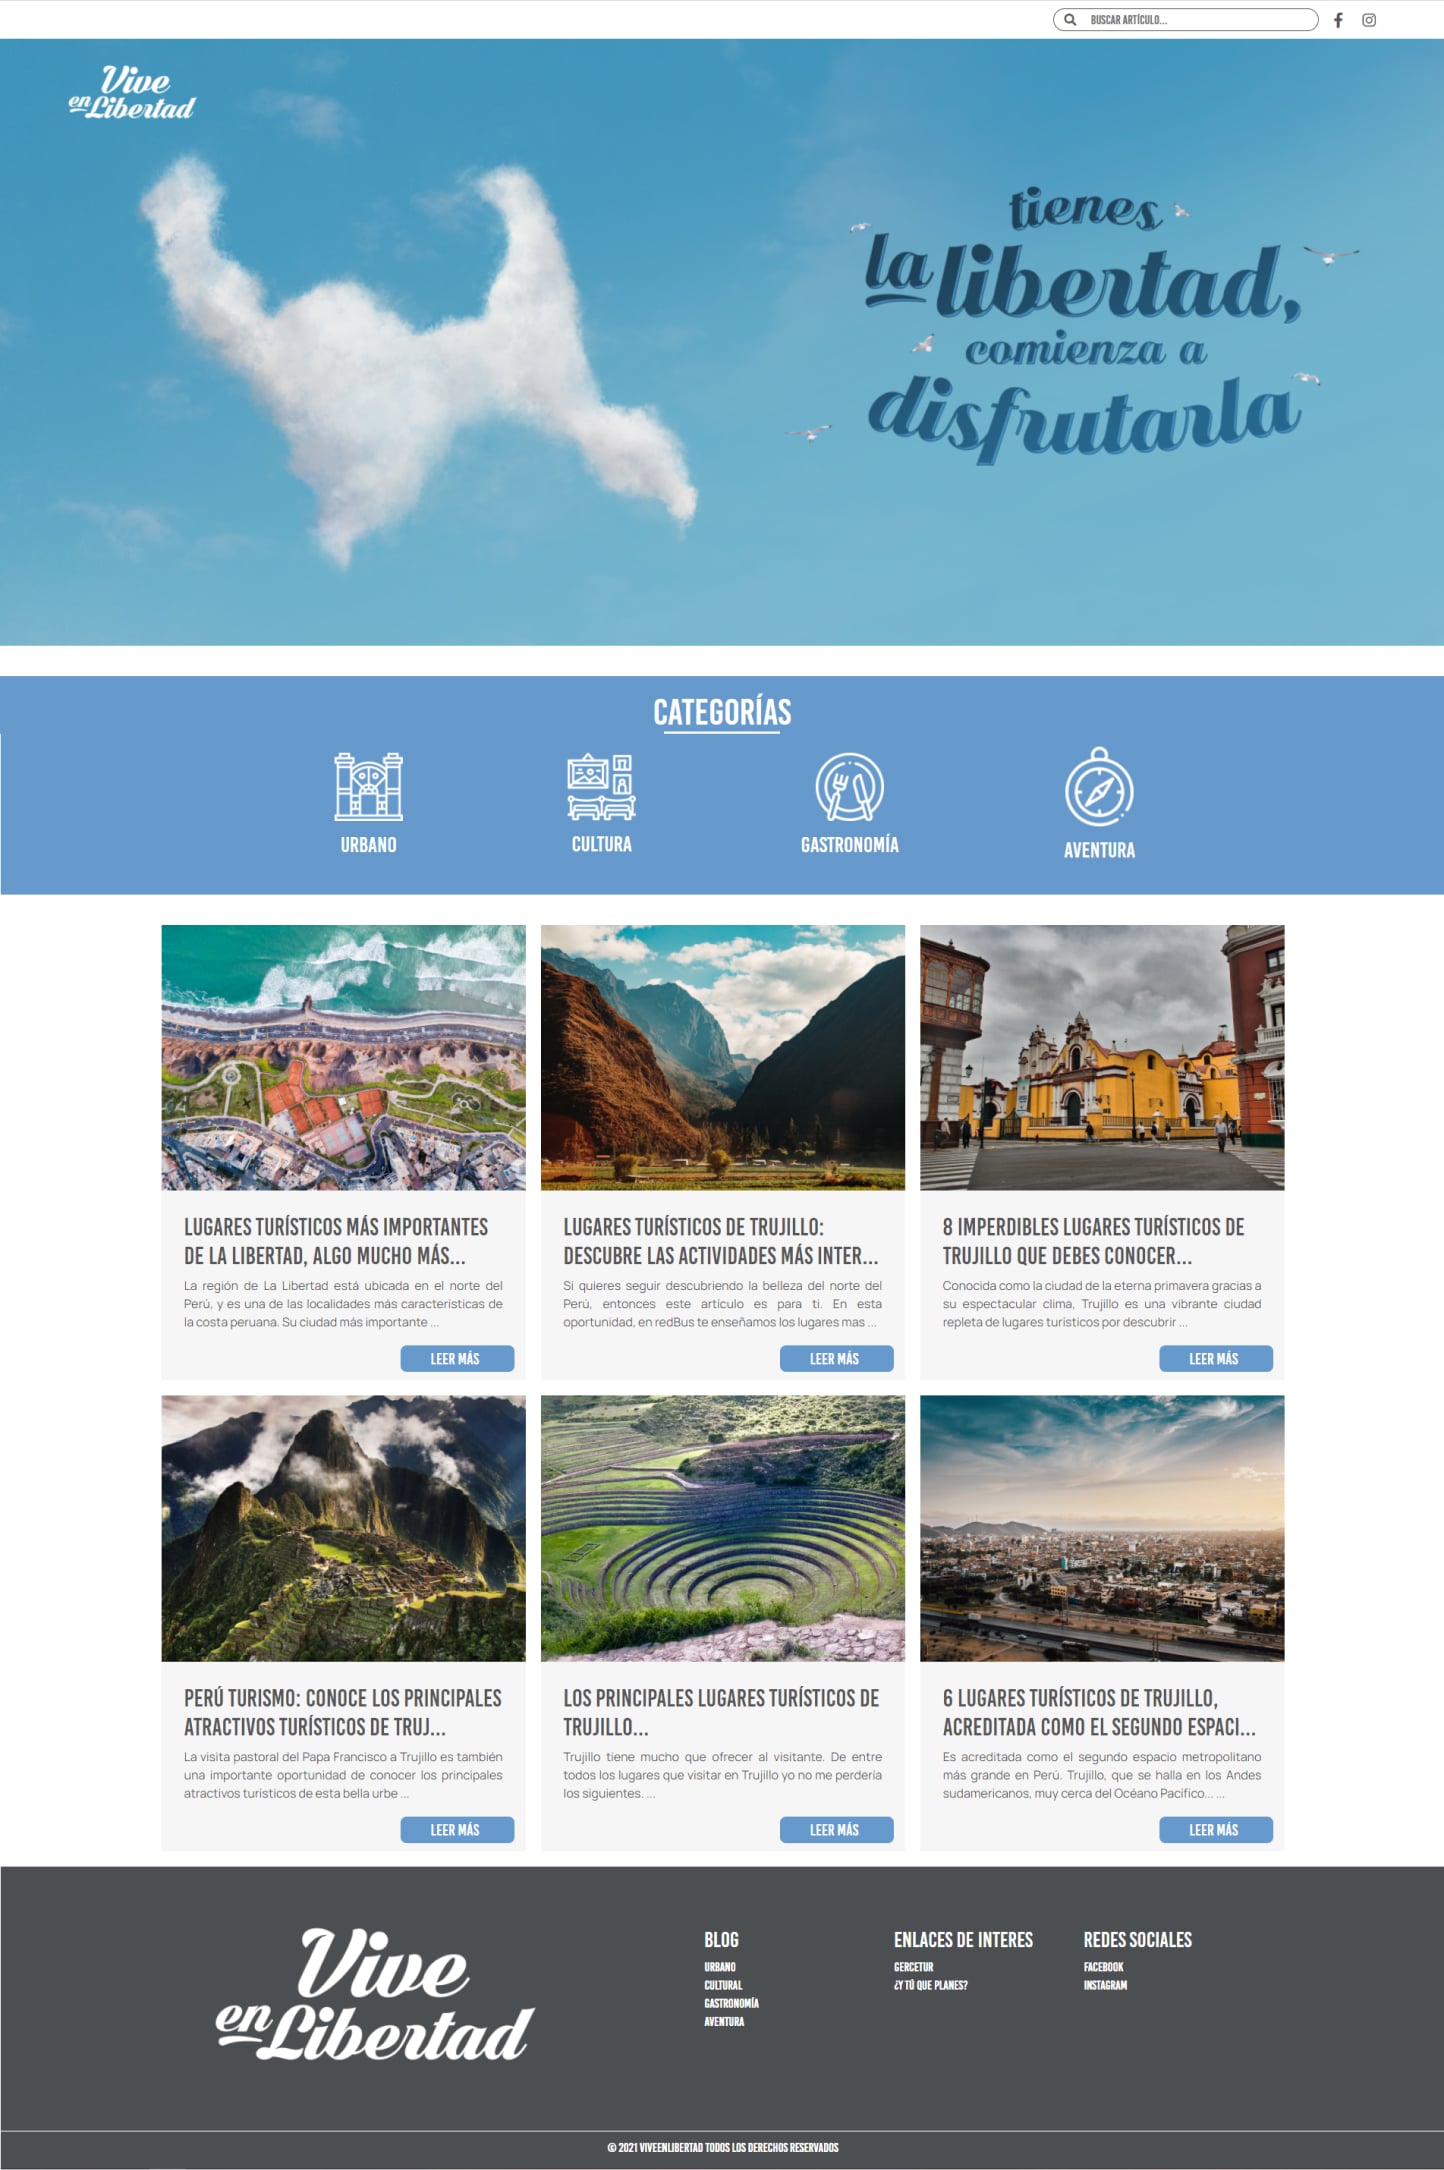 BUSCAR ARTÍCULO...
Vive
en Libertad
tienes
la libertad,
comienza a
disfrutarla
CATEGORÍAS
URBANO
CULTURA
GASTRONOMÍA
AVENTURA
LUGARES TURÍSTICOS MÁS IMPORTANTES
DE LA LIBERTAD, ALGO MUCHO MÁS...
La región de La Libertad está ubicada en el norte del
Perú, y es una de las localidades más características de
la costa peruana. Su ciudad más importante ...
LEER MÁS
LUGARES TURÍSTICOS DE TRUJILLO:
DESCUBRE LAS ACTIVIDADES MÁS INTER...
Si quieres seguir descubriendo la belleza del norte del
Perú, entonces este artículo es para ti. En esta
oportunidad, en redBus te enseñamos los lugares mas ...
LEER MÁS
8 IMPERDIBLES LUGARES TURÍSTICOS DE
TRUJILLO QUE DEBES CONOCER...
Conocida como la ciudad de la eterna primavera gracias a
su espectacular clima, Trujillo es una vibrante ciudad
repleta de lugares turísticos por descubrir ...
LEER MÁS
PERÚ TURISMO: CONOCE LOS PRINCIPALES
ATRACTIVOS TURÍSTICOS DE TRUJ...
La visita pastoral del Papa Francisco a Trujillo es también
una importante oportunidad de conocer los principales
atractivos turísticos de esta bella urbe ...
LEER MÁS
LOS PRINCIPALES LUGARES TURÍSTICOS DE
TRUJILLO...
Trujillo tiene mucho que ofrecer al visitante. De entre
todos los lugares que visitar en Trujillo yo no me perdería
los siguientes. ...
LEER MÁS
6 LUGARES TURÍSTICOS DE TRUJILLO,
ACREDITADA COMO EL SEGUNDO ESPACI...
Es acreditada como el segundo espacio metropolitano
más grande en Perú. Trujillo, que se halla en los Andes
sudamericanos, muy cerca del Océano Pacífico... ...
LEER MÁS
Vive
en Libertad
BLOG
URBANO
CULTURAL
GASTRONOMÍA
AVENTURA
ENLACES DE INTERES
GERCETUR
¿Y TÚ QUE PLANES?
REDES SOCIALES
FACEBOOK
INSTAGRAM
© 2021 VIVEENLIBERTAD TODOS LOS DERECHOS RESERVADOS